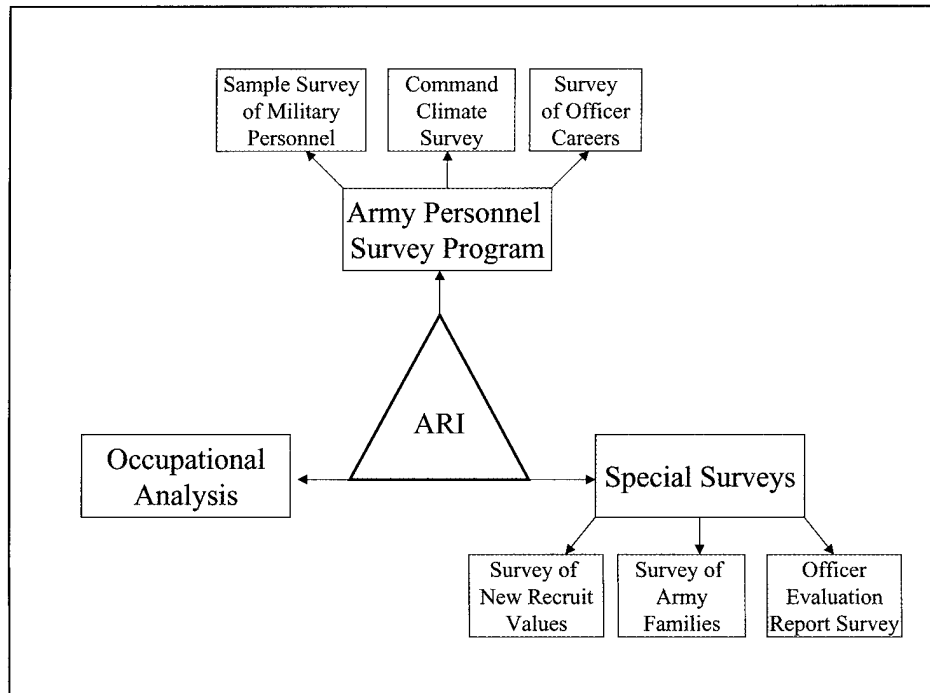 Sample Survey
of Military
Personnel
Command
Climate
Survey
Survey
of Officer
Careers
Army Personnel
Survey Program
ARI
Occupational
Analysis
Special Surveys
Survey of
New Recruit
Values
Survey of
Army
Families
Officer
Evaluation
Report Survey